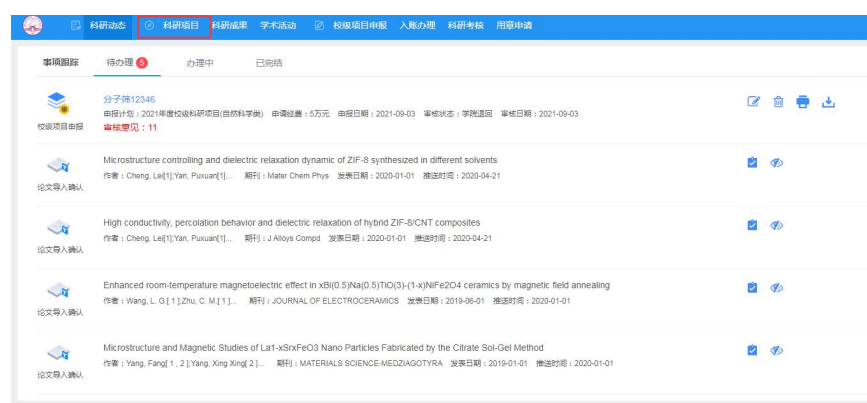 科研动态 科研项目 科研成果 学术活动 校级项目申报 入账办理 科研考核 用章申请
事项跟踪 待办理 5 办理中 已完结
分子筛12346
申报计划：2021年度校级科研项目(自然科学类) 申请经费：5万元 申报日期：2021-09-03 审核状态：学院退回 审核日期：2021-09-03
校级项目申报 审核意见：11
Microstructure controlling and dielectric relaxation dynamic of ZIF-8 synthesized in different solvents
作者：Cheng, Lei[1];Yan, Puxuan[1]... 期刊：Mater Chem Phys 发表日期：2020-01-01 推送时间：2020-04-21
论文导入确认
High conductivity, percolation behavior and dielectric relaxation of hybrid ZIF-8/CNT composites
作者：Cheng, Lei[1];Yan, Puxuan[1]... 期刊：J Alloys Compd 发表日期：2020-01-01 推送时间：2020-04-21
论文导入确认
Enhanced room-temperature magnetoelectric effect in xBi(0.5)Na(0.5)TiO(3)-(1-x)NiFe2O4 ceramics by magnetic field annealing
作者：Wang, L. G.[ 1 ];Zhu, C. M.[ 1 ]... 期刊：JOURNAL OF ELECTROCERAMICS 发表日期：2019-06-01 推送时间：2020-01-01
论文导入确认
Microstructure and Magnetic Studies of La1-xSrxFeO3 Nano Particles Fabricated by the Citrate Sol-Gel Method
作者：Yang, Fang[ 1 , 2 ];Yang, Xing Xing[ 2 ]... 期刊：MATERIALS SCIENCE-MEDZIAGOTYRA 发表日期：2019-01-01 推送时间：2020-01-01
论文导入确认